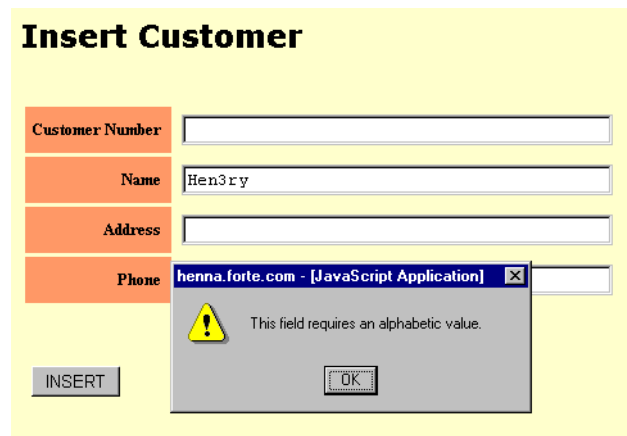 Insert Customer
Customer Number
Name Hen3ry
Address
Phone
henna.forte.com - [JavaScript Application]
This field requires an alphabetic value.
OK
INSERT